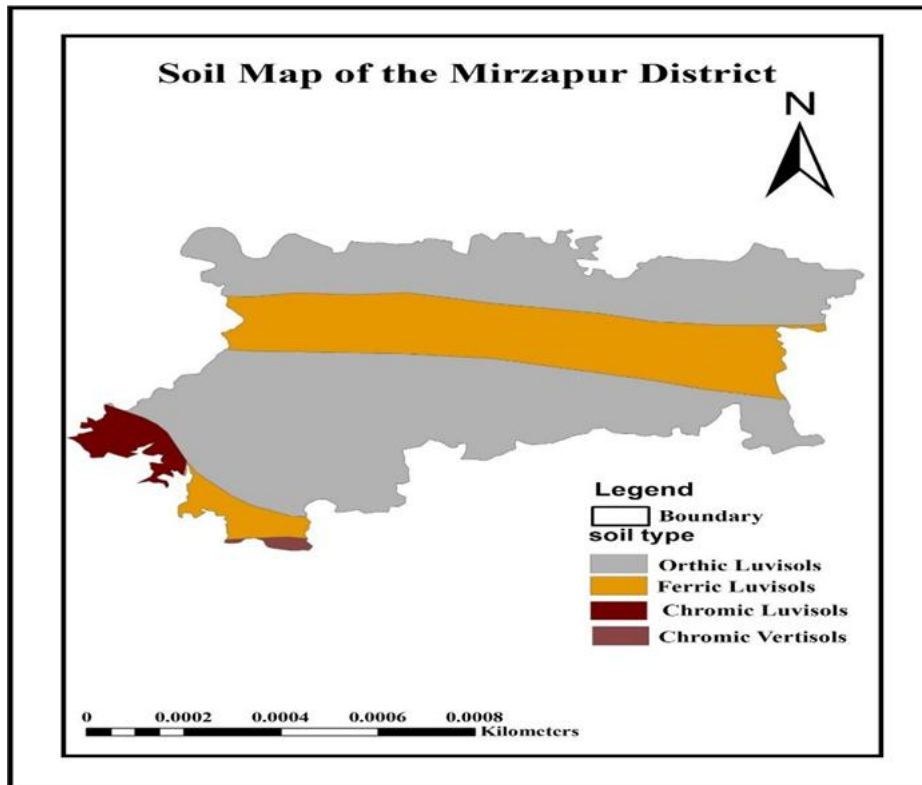 Soil Map of the Mirzapur District
N
Legend
Boundary
soil type
Orthic Luvisols
Ferric Luvisols
Chromic Luvisols
Chromic Vertisols
0 0.0002 0.0004 0.0006 0.0008
Kilometers